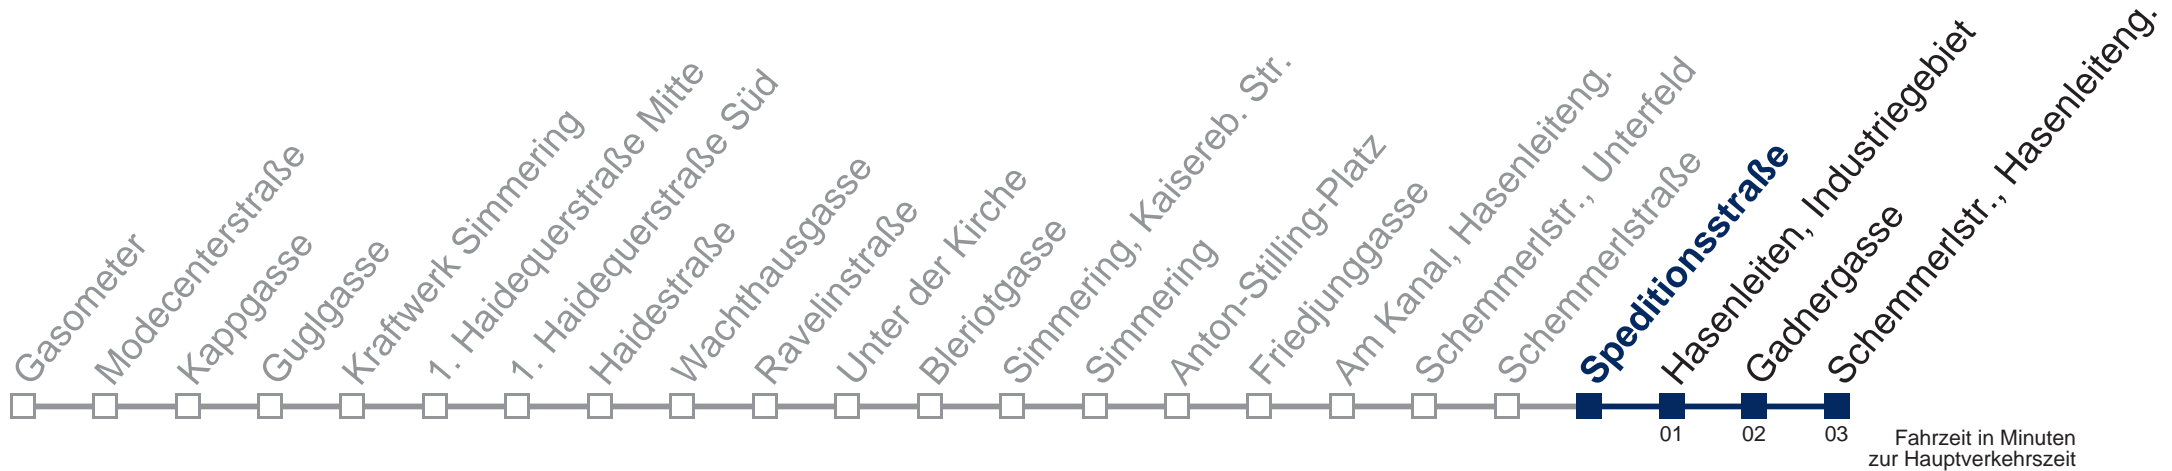 Gasometer
Modecenterstraße
Kappgasse
Guglgasse
Kraftwerk Simmering
1. Haidequerstraße Mitte
1. Haidequerstraße Süd
Haidestraße
Wachthausgasse
Ravelinstraße
Unter der Kirche
Bleriotgasse
Simmering, Kaisereb. Str.
Simmering
Anton-Stilling-Platz
Friedjunggasse
Am Kanal, Hasenleiteng.
Schemmerlstr., Unterfeld
Schemmerlstraße
Speditionsstraße
Hasenleiten, Industriegebiet
Gadnergasse
Schemmerlstr., Hasenleiteng.
01
02
03
Fahrzeit in Minuten
zur Hauptverkehrszeit